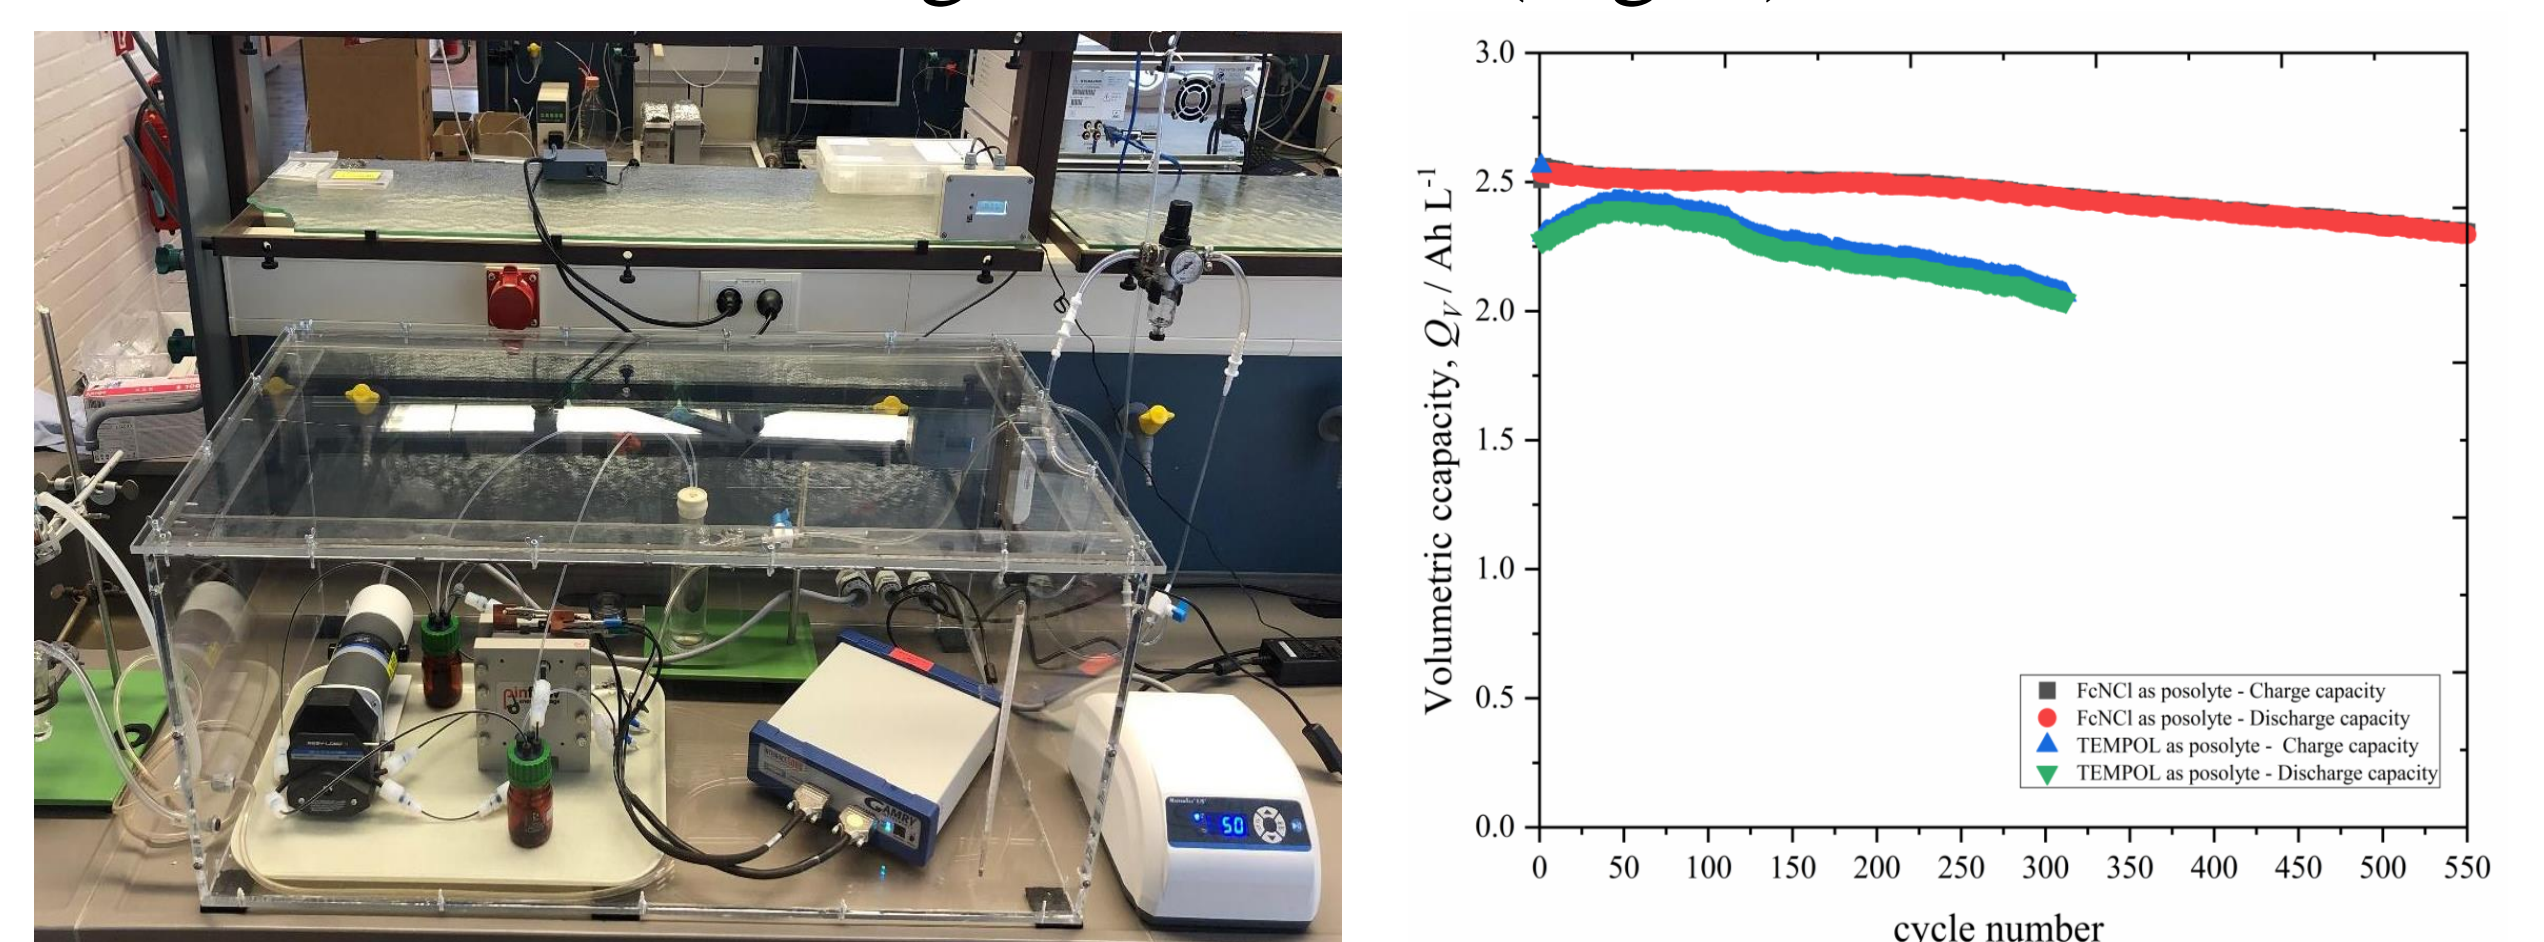 GAMRY
50
3.0
2.5
2.0
1.5
1.0
0.5
0.0
Volumetric ccapacity, Q_V / Ah L⁻¹
FcNCl as posolyte - Charge capacity
FcNCl as posolyte - Discharge capacity
TEMPOL as posolyte - Charge capacity
TEMPOL as posolyte - Discharge capacity
0 50 100 150 200 250 300 350 400 450 500 550
cycle number